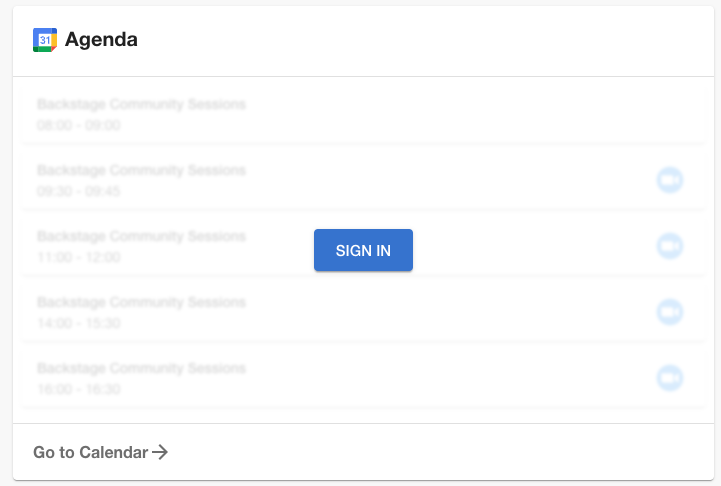 31
Agenda
Backstage Community Sessions
08:00 - 09:00
Backstage Community Sessions
09:30 - 09:45
Backstage Community Sessions
11:00 - 12:00
SIGN IN
Backstage Community Sessions
14:00 - 15:30
Backstage Community Sessions
16:00 - 16:30
Go to Calendar